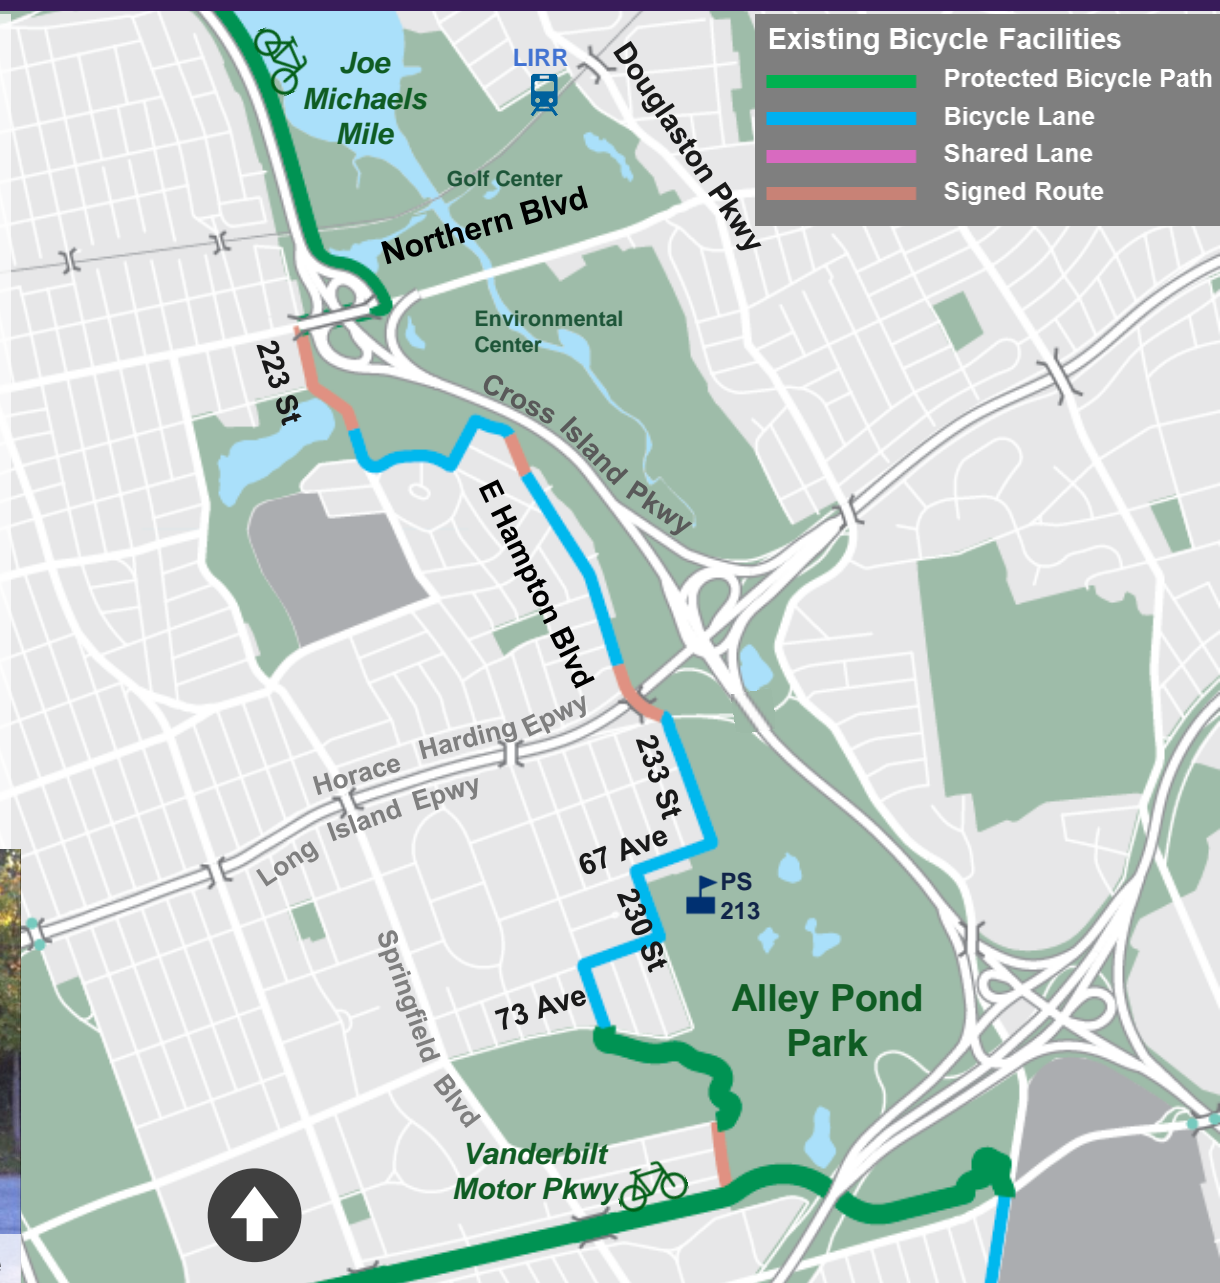 Existing Bicycle Facilities
Protected Bicycle Path
Bicycle Lane
Shared Lane
Signed Route
LIRR
Joe
Michaels
Mile
Douglaston Pkwy
Golf Center
Northern Blvd
Environmental
Center
223 St
Cross Island Pkwy
E Hampton Blvd
Horace Harding Epwy
Long Island Epwy
233 St
67 Ave
PS
213
230 St
Springfield Blvd
73 Ave
Alley Pond
Park
Vanderbilt
Motor Pkwy